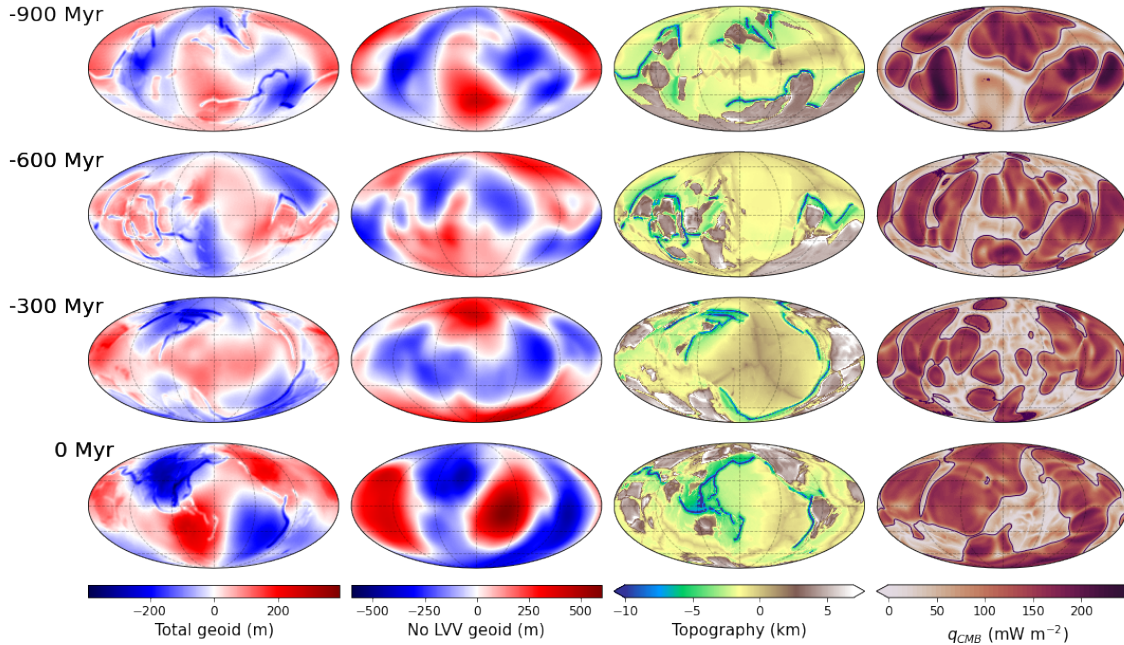 -900 Myr
-600 Myr
-300 Myr
0 Myr
−200 0 200
Total geoid (m)
−500 −250 0 250 500
No LVV geoid (m)
−10 −5 0 5
Topography (km)
0 50 100 150 200
qCMB (mW m−2)